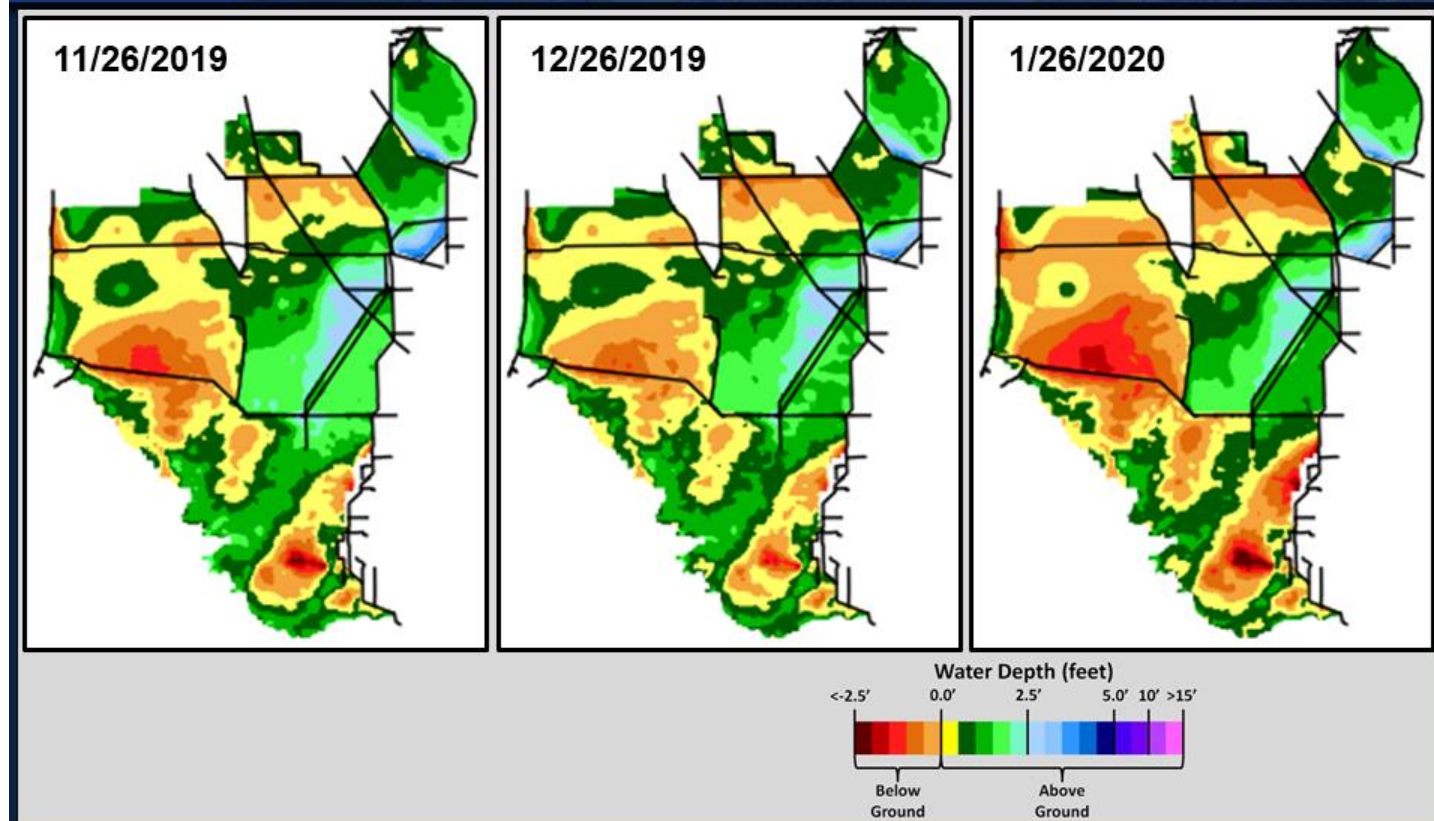 11/26/2019
12/26/2019
1/26/2020
Water Depth (feet)
<-2.5' 0.0' 2.5' 5.0' 10' >15'
Below Ground
Above Ground